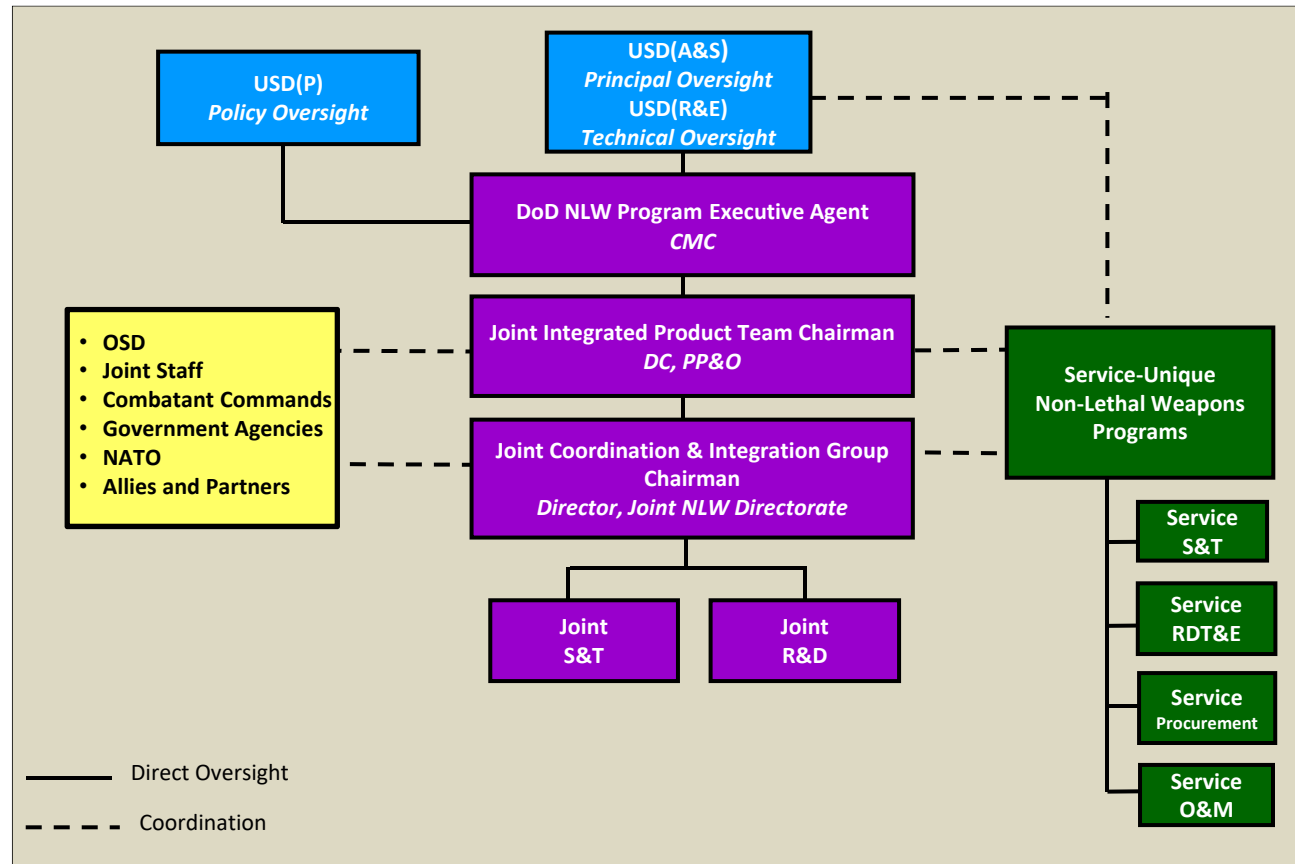 USD(P)
Policy Oversight
USD(A&S)
Principal Oversight
USD(R&E)
Technical Oversight
DoD NLW Program Executive Agent
CMC
Joint Integrated Product Team Chairman
DC, PP&O
• OSD
• Joint Staff
• Combatant Commands
• Government Agencies
• NATO
• Allies and Partners
Service-Unique
Non-Lethal Weapons
Programs
Joint Coordination & Integration Group
Chairman
Director, Joint NLW Directorate
Joint
S&T
Joint
R&D
Service
S&T
Service
RDT&E
Service
Procurement
Service
O&M
Direct Oversight
Coordination